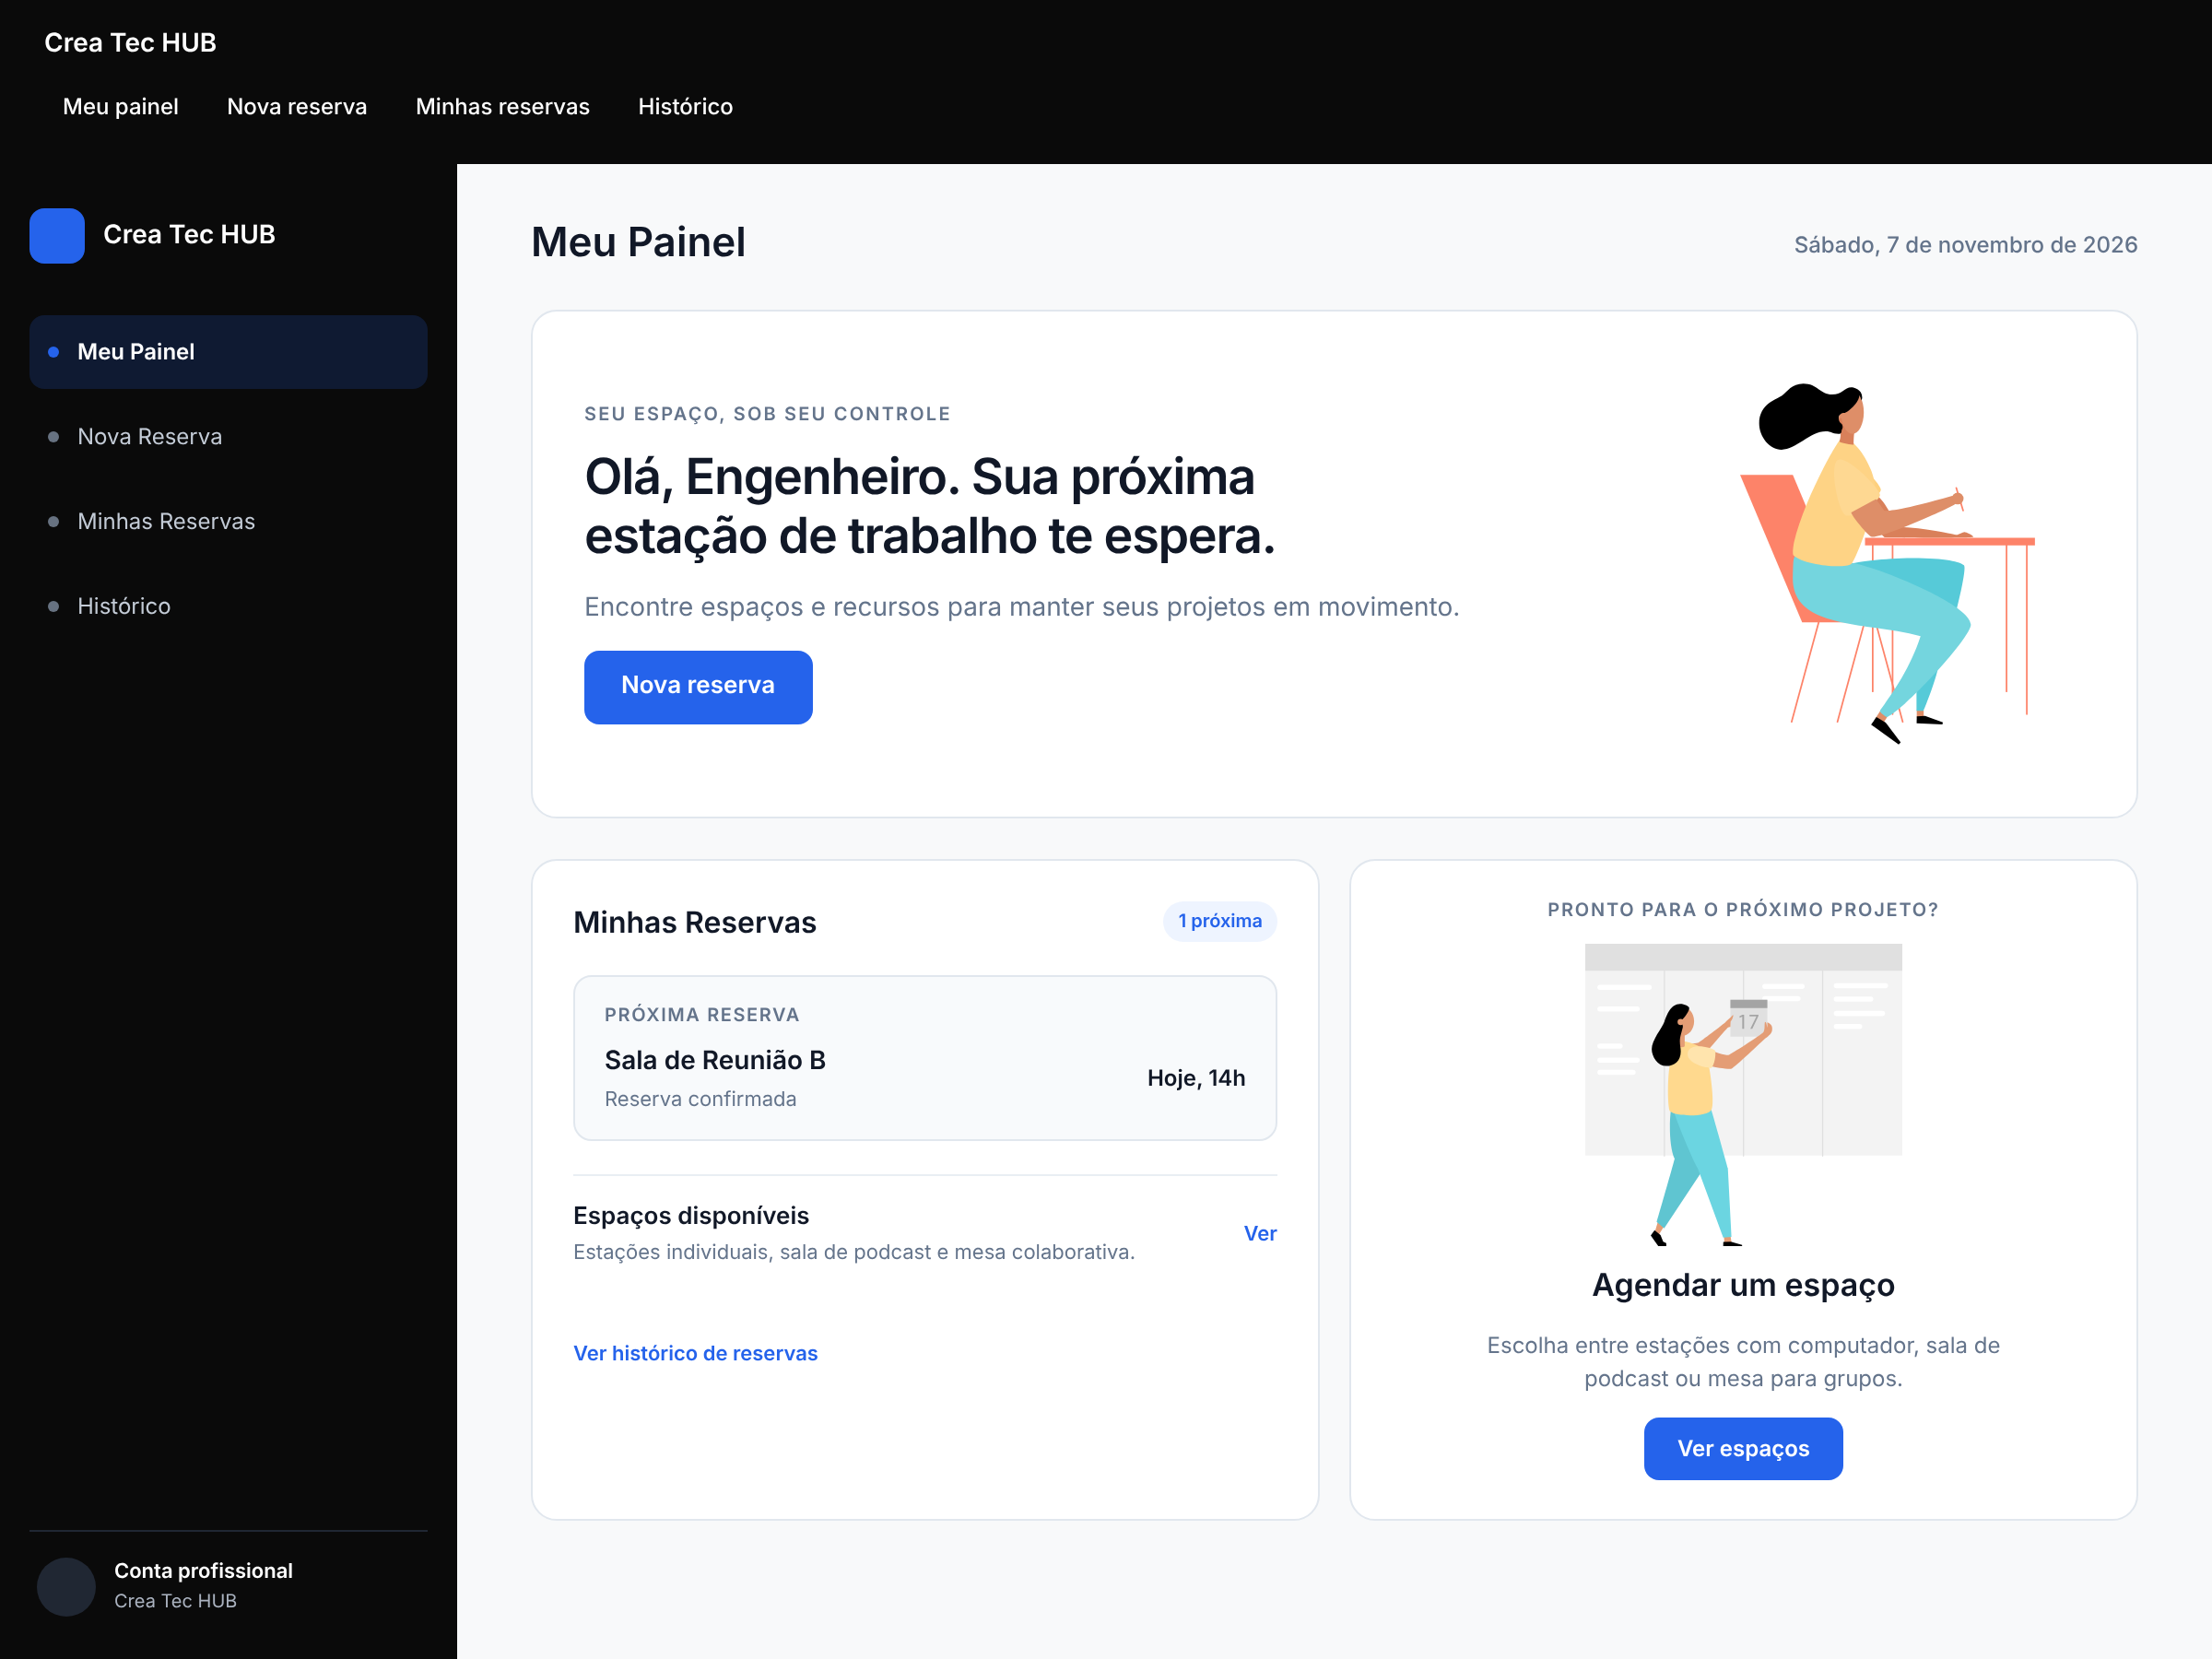 Crea Tec HUB
Meu painel Nova reserva Minhas reservas Histórico
Crea Tec HUB
Meu Painel
Nova Reserva
Minhas Reservas
Histórico
Conta profissional
Crea Tec HUB
Meu Painel
Sábado, 7 de novembro de 2026
SEU ESPAÇO, SOB SEU CONTROLE
Olá, Engenheiro. Sua próxima
estação de trabalho te espera.
Encontre espaços e recursos para manter seus projetos em movimento.
Nova reserva
Minhas Reservas
1 próxima
PRÓXIMA RESERVA
Sala de Reunião B
Reserva confirmada
Hoje, 14h
Espaços disponíveis
Estações individuais, sala de podcast e mesa colaborativa.
Ver
Ver histórico de reservas
PRONTO PARA O PRÓXIMO PROJETO?
17
Agendar um espaço
Escolha entre estações com computador, sala de
podcast ou mesa para grupos.
Ver espaços